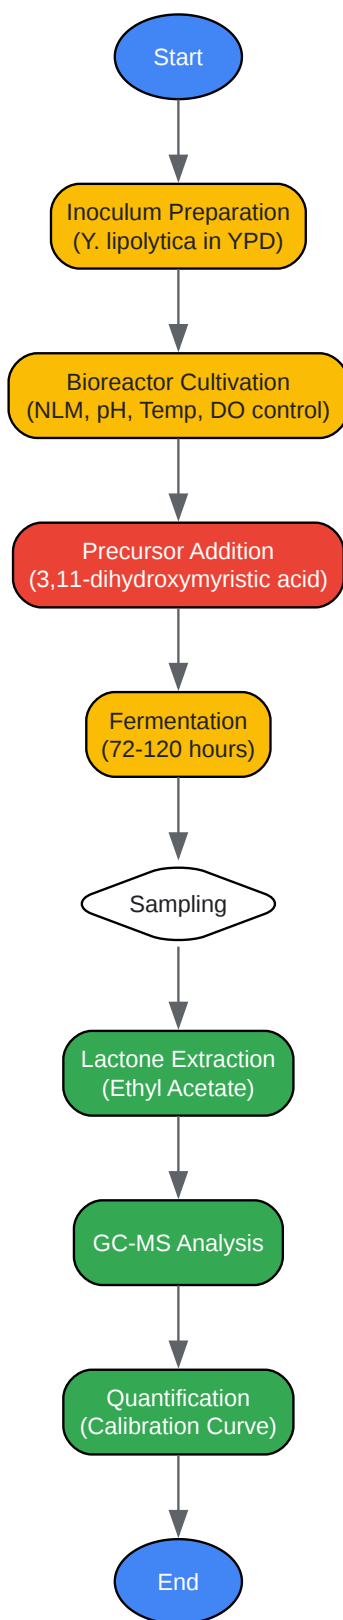 Start
Inoculum Preparation
(Y. lipolytica in YPD)
Bioreactor Cultivation
(NLM, pH, Temp, DO control)
Precursor Addition
(3,11-dihydroxymyristic acid)
Fermentation
(72-120 hours)
Sampling
Lactone Extraction
(Ethyl Acetate)
GC-MS Analysis
Quantification
(Calibration Curve)
End